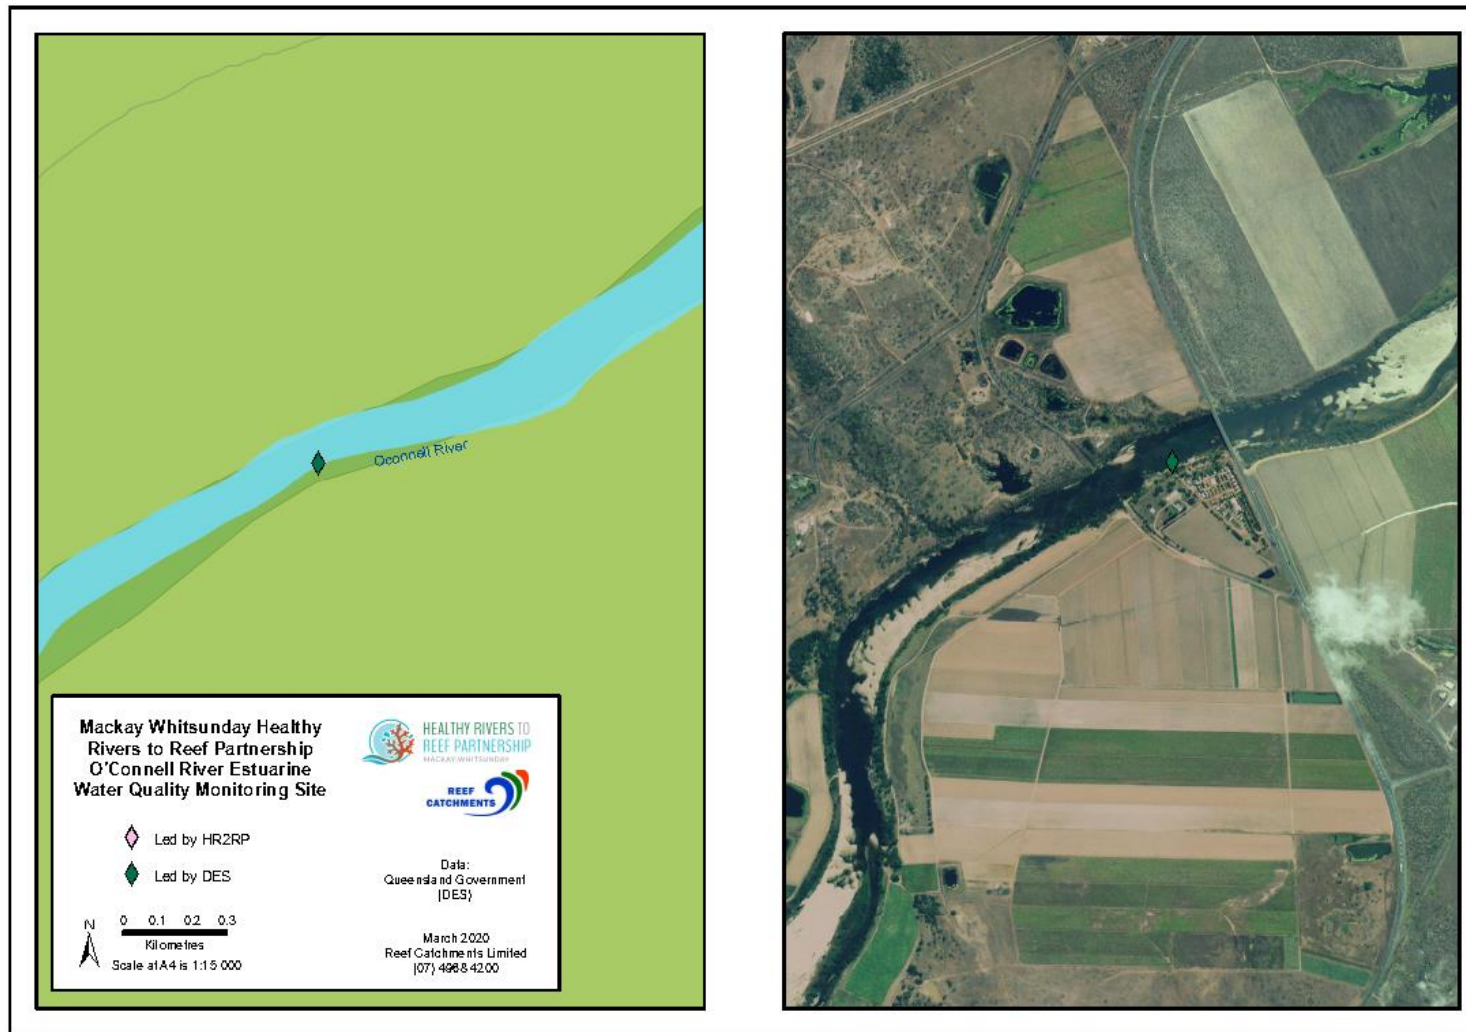 Oconnell River
Mackay Whitsunday Healthy
Rivers to Reef Partnership
O'Connell River Estuarine
Water Quality Monitoring Site
HEALTHY RIVERS TO
REEF PARTNERSHIP
MACKAY-WHITSUNDAY
REEF
CATCHMENTS
Led by HR2RP
Led by DES
Data:
Queensland Government
(DES)
N
0 0.1 0.2 0.3
Kilometres
Scale at A4 is 1:15 000
March 2020
Reef Catchments Limited
(07) 4968 4200